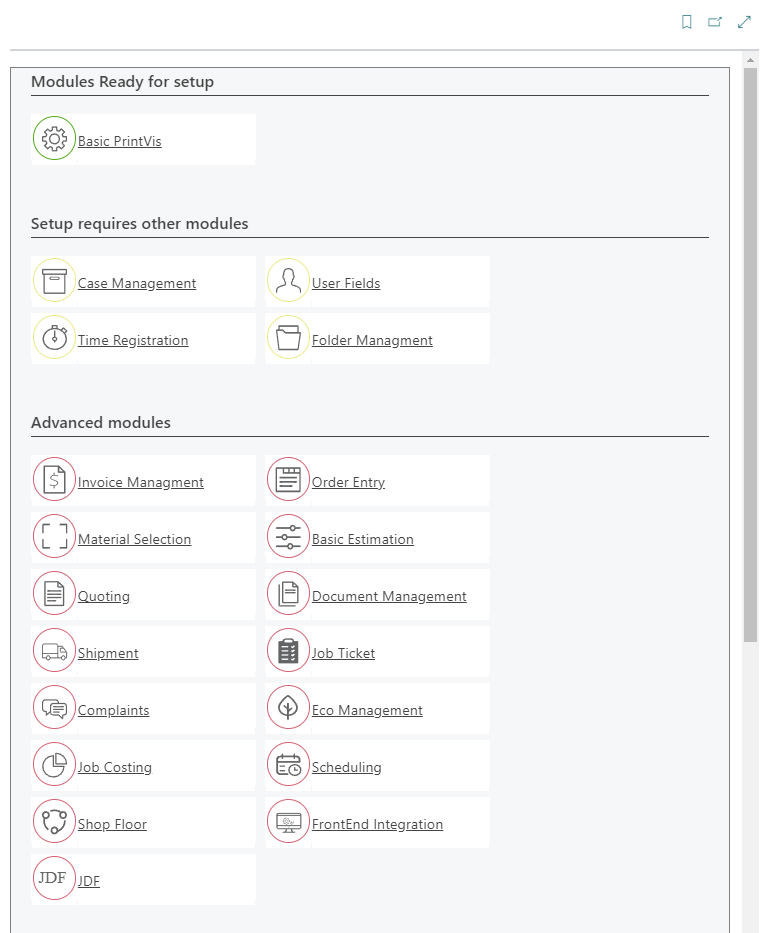 Modules Ready for setup
Basic PrintVis
Setup requires other modules
Case Management
User Fields
Time Registration
Folder Managment
Advanced modules
Invoice Managment
Order Entry
Material Selection
Basic Estimation
Quoting
Document Management
Shipment
Job Ticket
Complaints
Eco Management
Job Costing
Scheduling
Shop Floor
FrontEnd Integration
JDF JDF